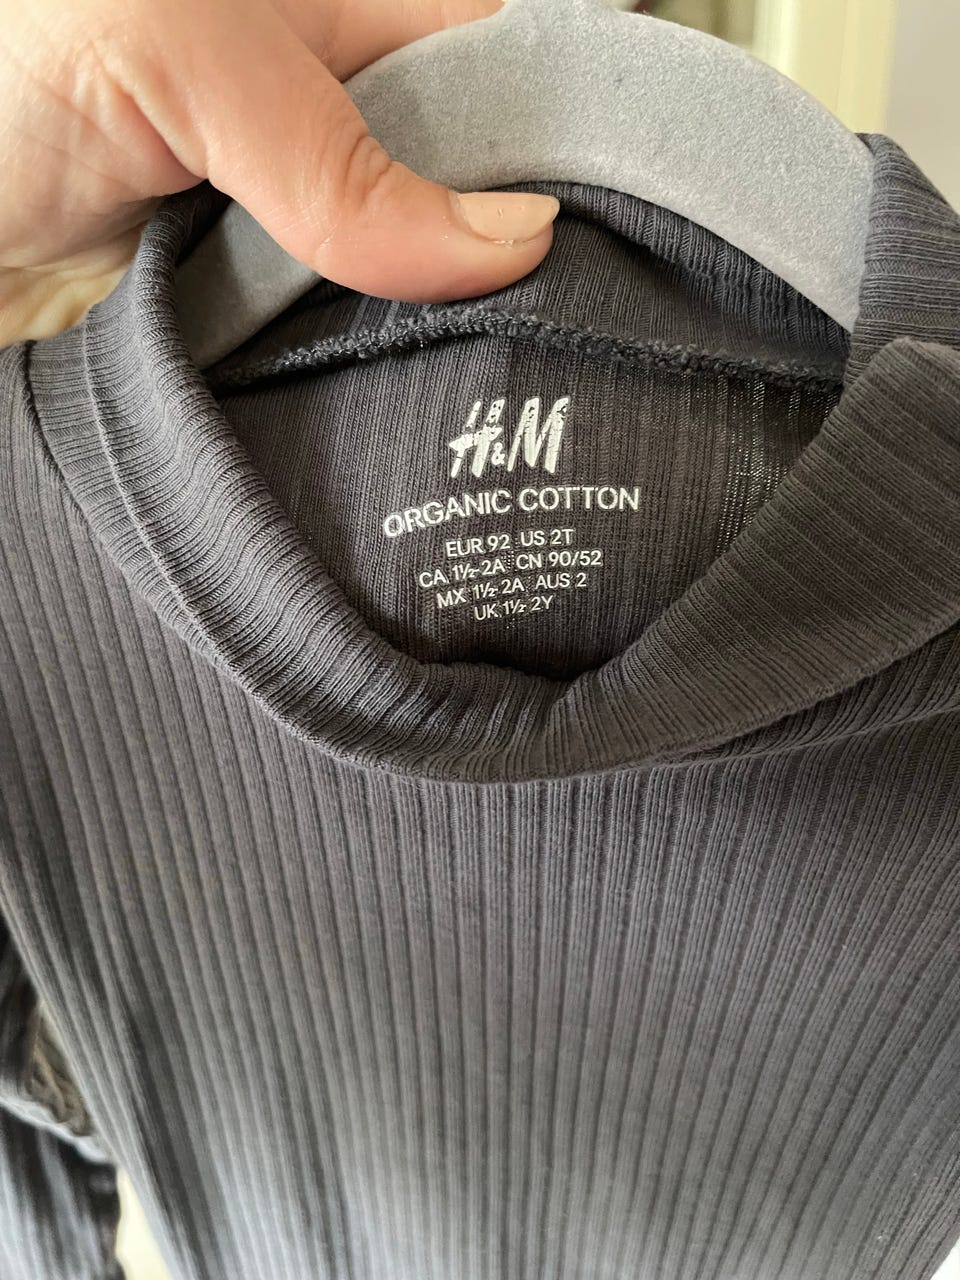 H&M
ORGANIC COTTON
EUR 92 US 2T
CA 1½-2A CN 90/52
MX 1½-2A AUS 2
UK 1½-2Y